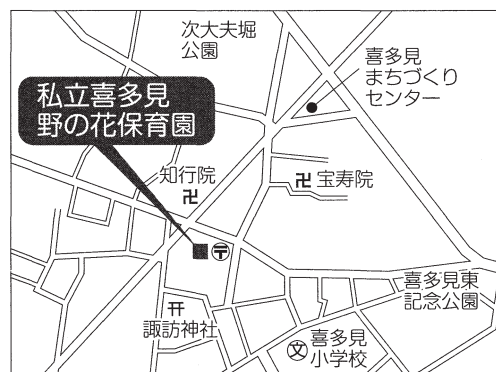 次大夫堀
公園
喜多見
まちづくり
センター
私立喜多見
野の花保育園
知行院
宝寿院
喜多見東
記念公園
諏訪神社
喜多見
小学校
文